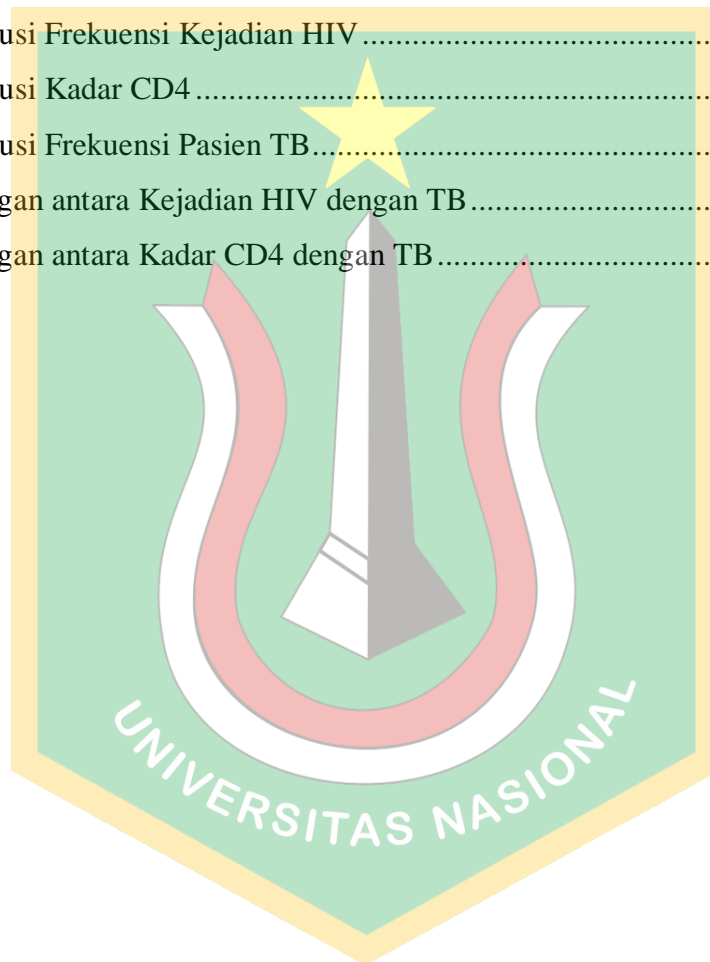 usi Frekuensi Kejadian HIV ........................................
usi Kadar CD4 ............................................................
usi Frekuensi Pasien TB ..............................................
gan antara Kejadian HIV dengan TB ............................
gan antara Kadar CD4 dengan TB ................................
UNIVERSITAS NASIONAL